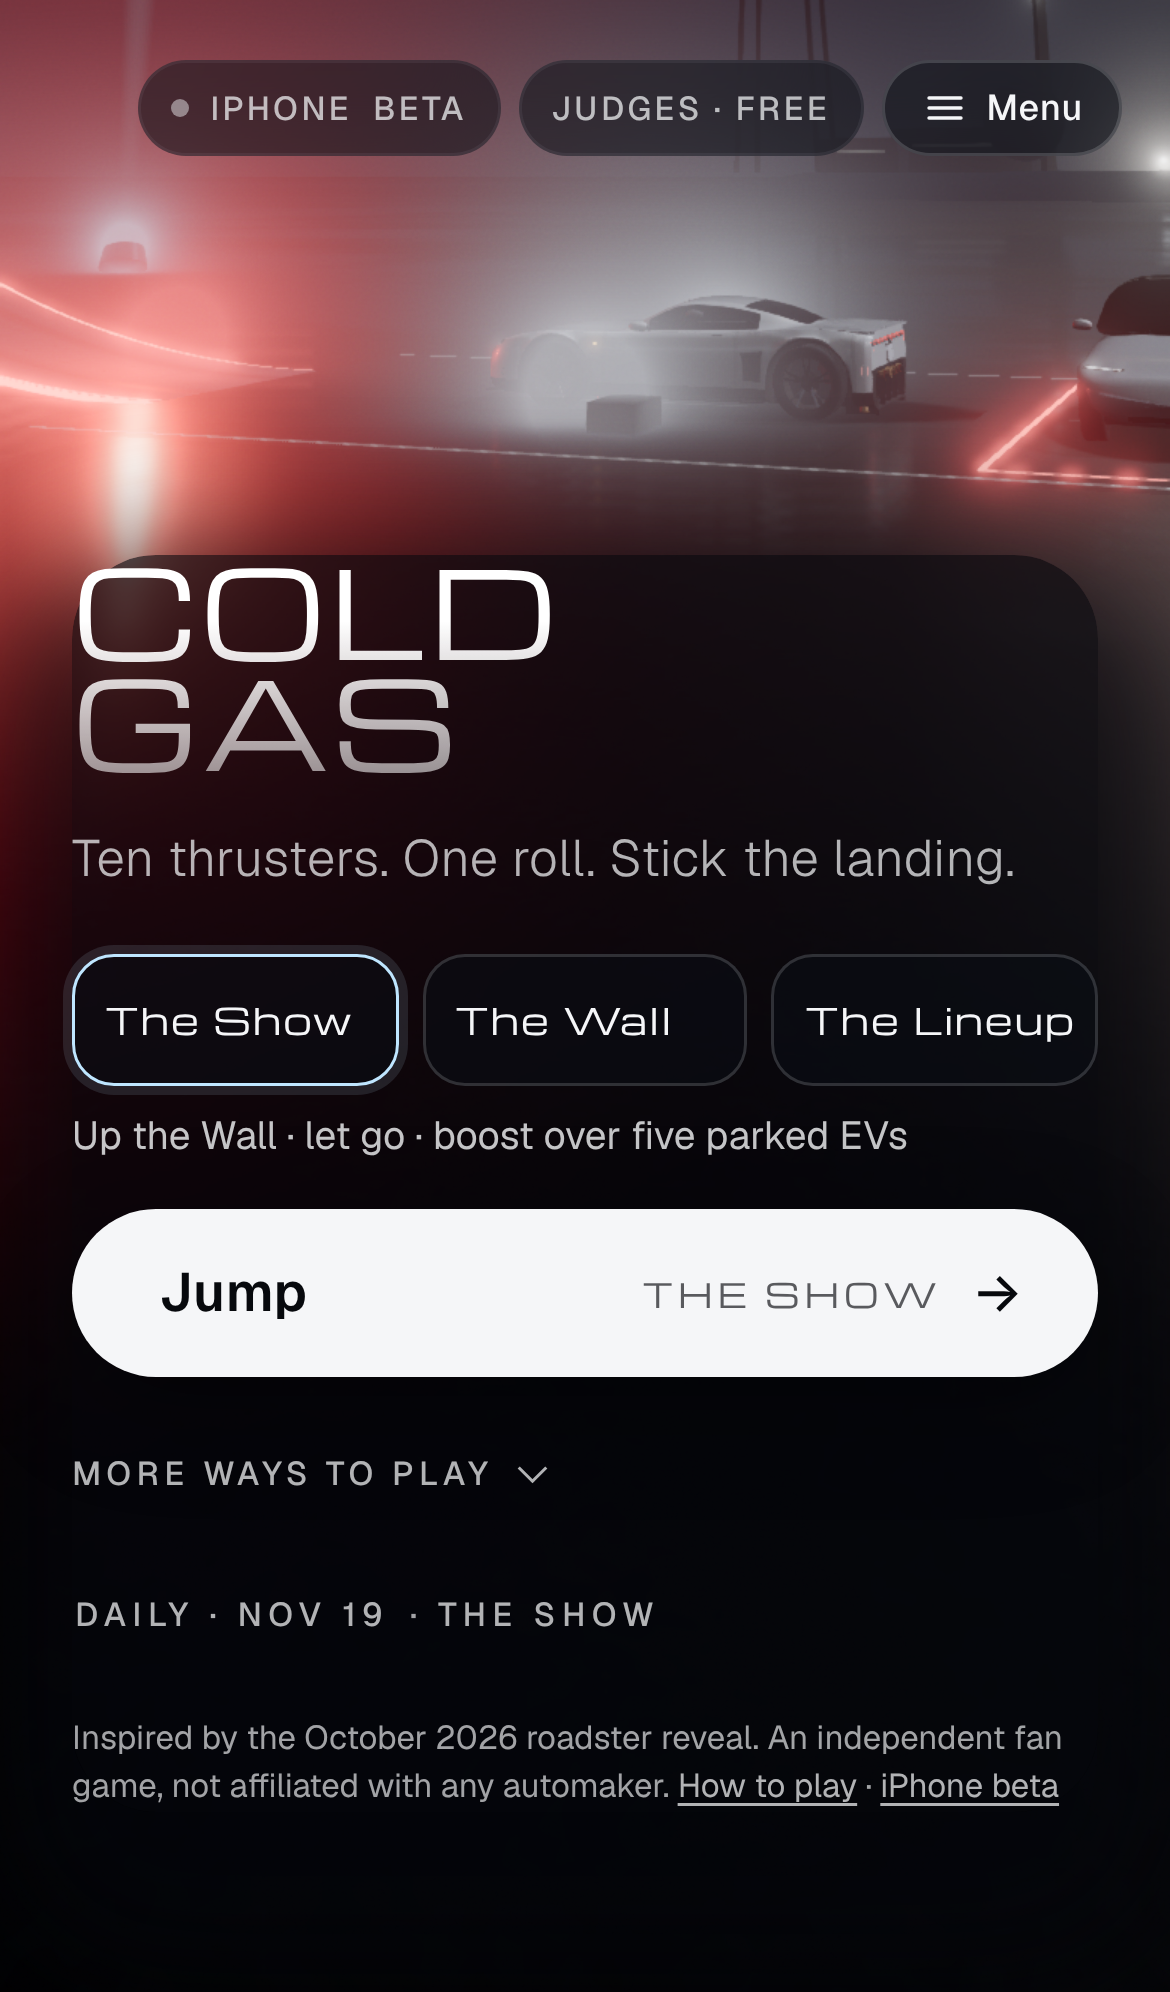 IPHONE BETA
JUDGES · FREE
Menu
COLD
GAS
Ten thrusters. One roll. Stick the landing.
The Show
The Wall
The Lineup
Up the Wall · let go · boost over five parked EVs
Jump THE SHOW →
MORE WAYS TO PLAY
DAILY · NOV 19 · THE SHOW
Inspired by the October 2026 roadster reveal. An independent fan
game, not affiliated with any automaker. How to play · iPhone beta